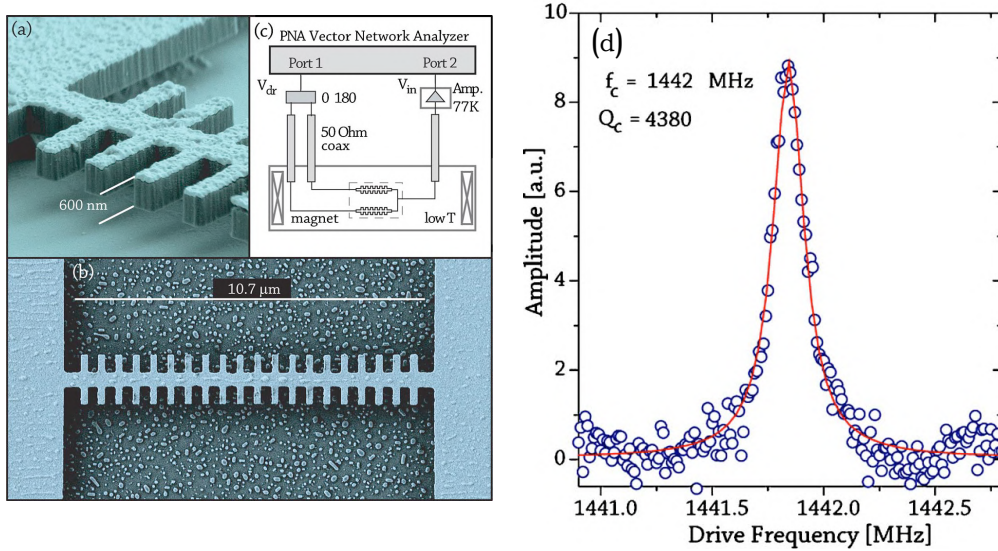 (a)
600 nm
(c)
PNA Vector Network Analyzer
Port 1
Port 2
V_dr
0 180
V_in
Amp.
77K
50 Ohm
coax
magnet
low T
(b)
10.7 μm
(d)
f_c = 1442 MHz
Q_c = 4380
Amplitude [a.u.]
10
8
6
4
2
0
1441.0
1441.5
1442.0
1442.5
Drive Frequency [MHz]